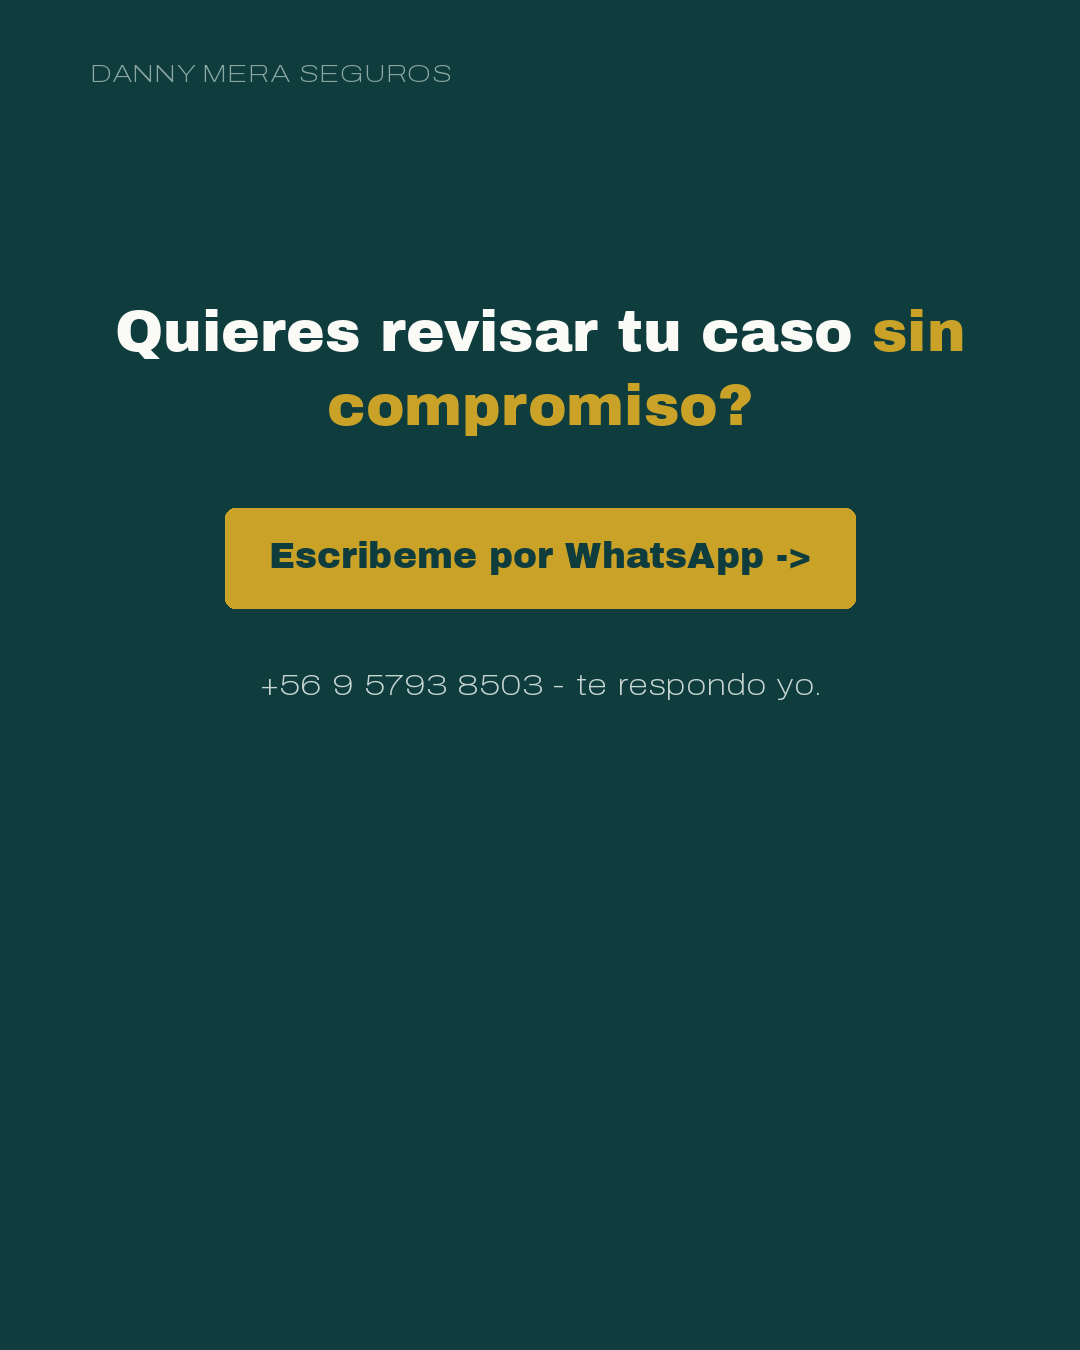 DANNY MERA SEGUROS
Quieres revisar tu caso sin
compromiso?
Escribeme por WhatsApp ->
+56 9 5793 8503 - te respondo yo.